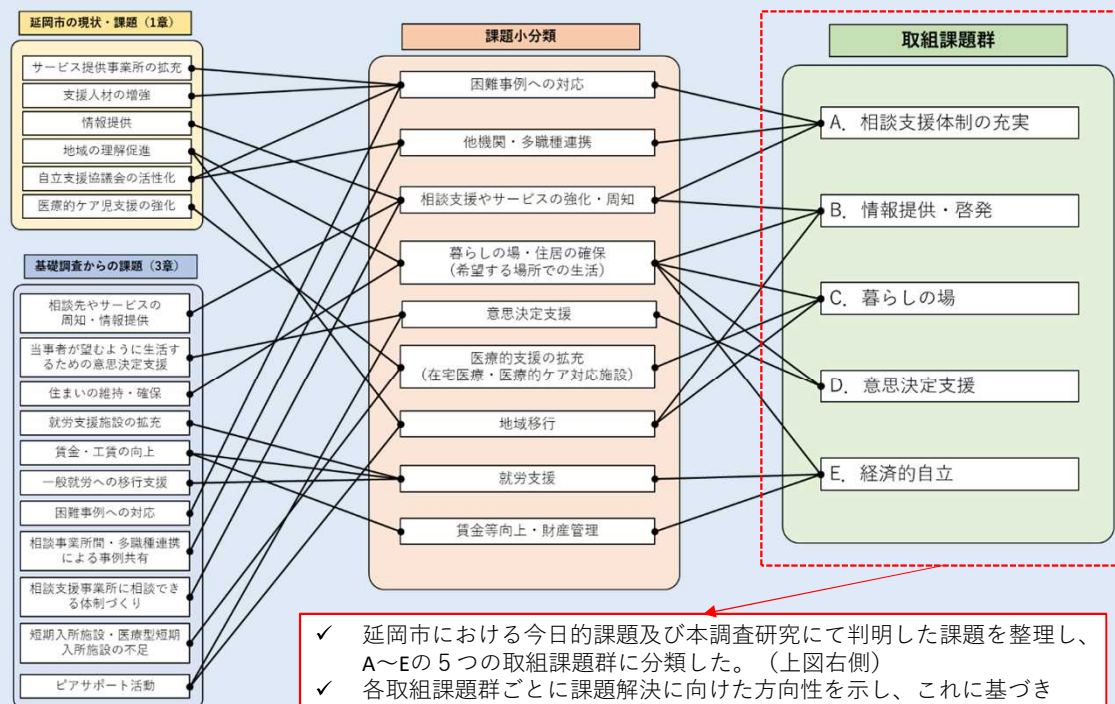 延岡市の現状・課題（1章）
サービス提供事業所の拡充
支援人材の増強
情報提供
地域の理解促進
自立支援協議会の活性化
医療的ケア児支援の強化
基礎調査からの課題（3章）
相談先やサービスの
周知・情報提供
当事者が望むように生活す
るための意思決定支援
住まいの維持・確保
就労支援施設の拡充
賃金・工賃の向上
一般就労への移行支援
困難事例への対応
相談事業所間・多職種連携
による事例共有
相談支援事業所に相談でき
る体制づくり
短期入所施設・医療型短期
入所施設の不足
ピアサポート活動
課題小分類
困難事例への対応
他機関・多職種連携
相談支援やサービスの強化・周知
暮らしの場・住居の確保
（希望する場所での生活）
意思決定支援
医療的支援の拡充
（在宅医療・医療的ケア対応施設）
地域移行
就労支援
賃金等向上・財産管理
取組課題群
A．相談支援体制の充実
B．情報提供・啓発
C．暮らしの場
D．意思決定支援
E．経済的自立
✓ 延岡市における今日的課題及び本調査研究にて判明した課題を整理し、
A～Eの５つの取組課題群に分類した。（上図右側）
✓ 各取組課題群ごとに課題解決に向けた方向性を示し、これに基づき